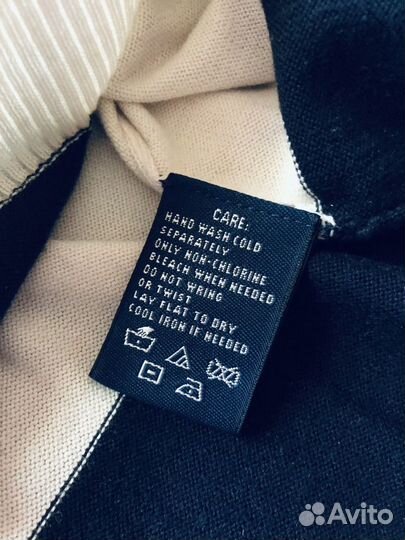 CARE:
HAND WASH COLD
SEPARATELY
ONLY NON-CHLORINE
BLEACH WHEN NEEDED
DO NOT WRING
OR TWIST
LAY FLAT TO DRY
COOL IRON IF NEEDED
Avito